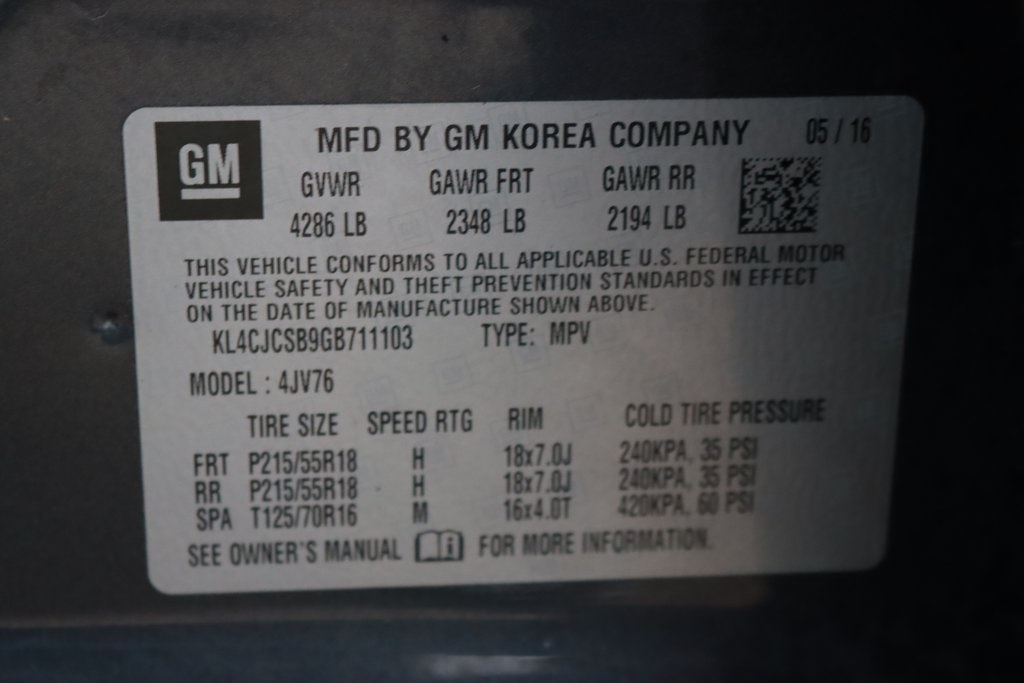 GM
MFD BY GM KOREA COMPANY 05 / 16
GVWR GAWR FRT GAWR RR
4286 LB 2348 LB 2194 LB
THIS VEHICLE CONFORMS TO ALL APPLICABLE U.S. FEDERAL MOTOR
VEHICLE SAFETY AND THEFT PREVENTION STANDARDS IN EFFECT
ON THE DATE OF MANUFACTURE SHOWN ABOVE.
KL4CJCSB9GB711103 TYPE: MPV
MODEL : 4JV76
TIRE SIZE SPEED RTG RIM COLD TIRE PRESSURE
FRT P215/55R18 H 18x7.0J 240KPA, 35 PSI
RR P215/55R18 H 18x7.0J 240KPA, 35 PSI
SPA T125/70R16 M 16x4.0T 420KPA, 60 PSI
SEE OWNER'S MANUAL FOR MORE INFORMATION.